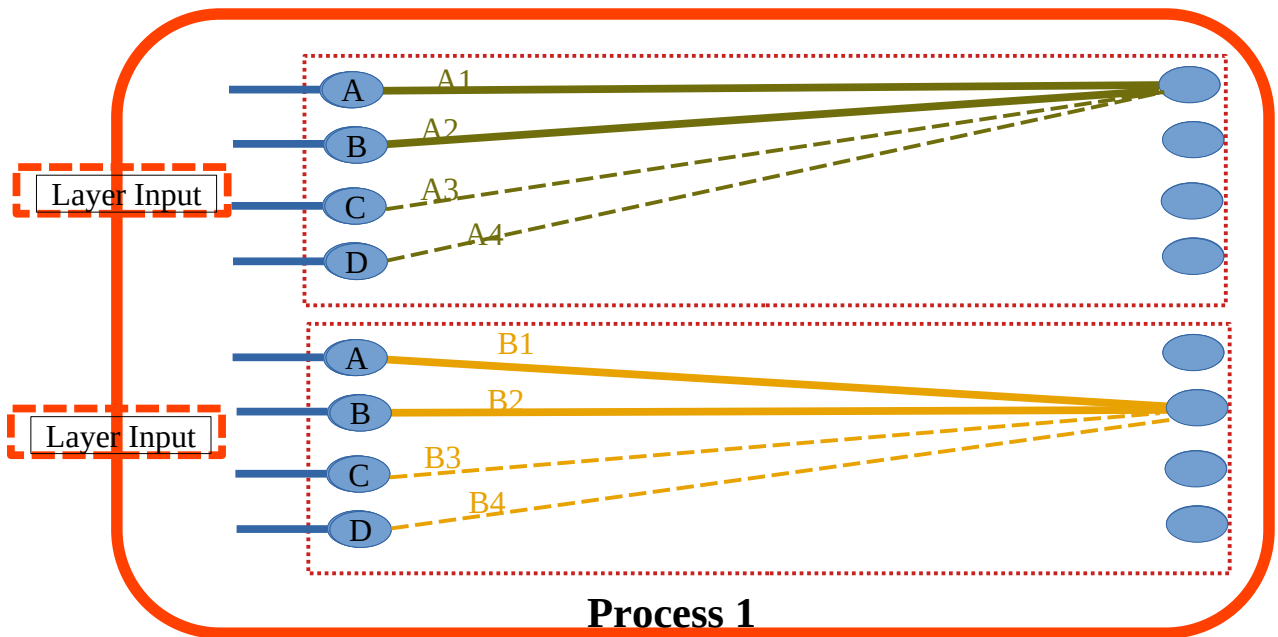 A
A1
B
A2
Layer Input
C
A3
D
A4
A
B1
B
B2
Layer Input
C
B3
D
B4
Process 1